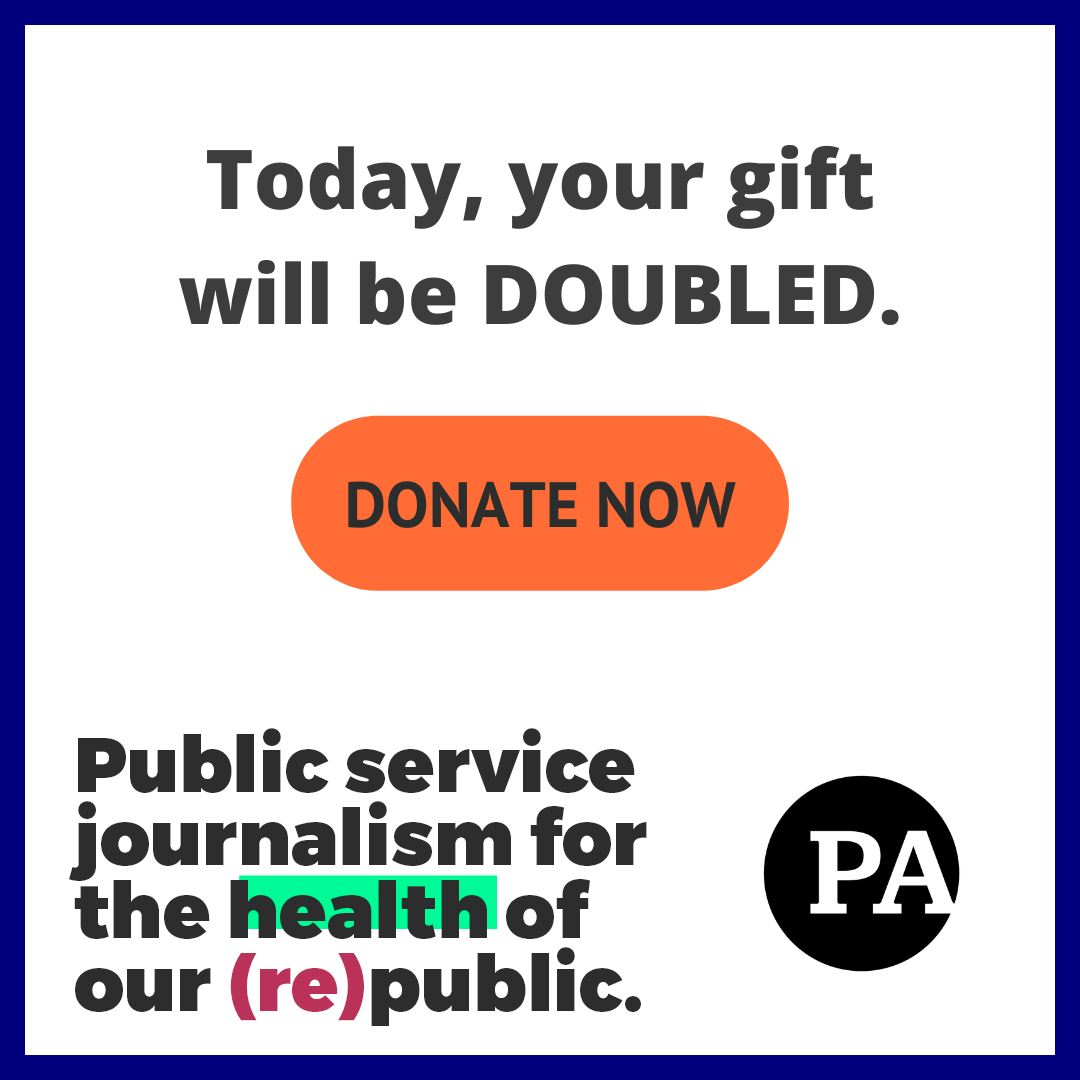 Today, your gift
will be DOUBLED.
DONATE NOW
Public service
journalism for
the health of
our (re)public.
PA